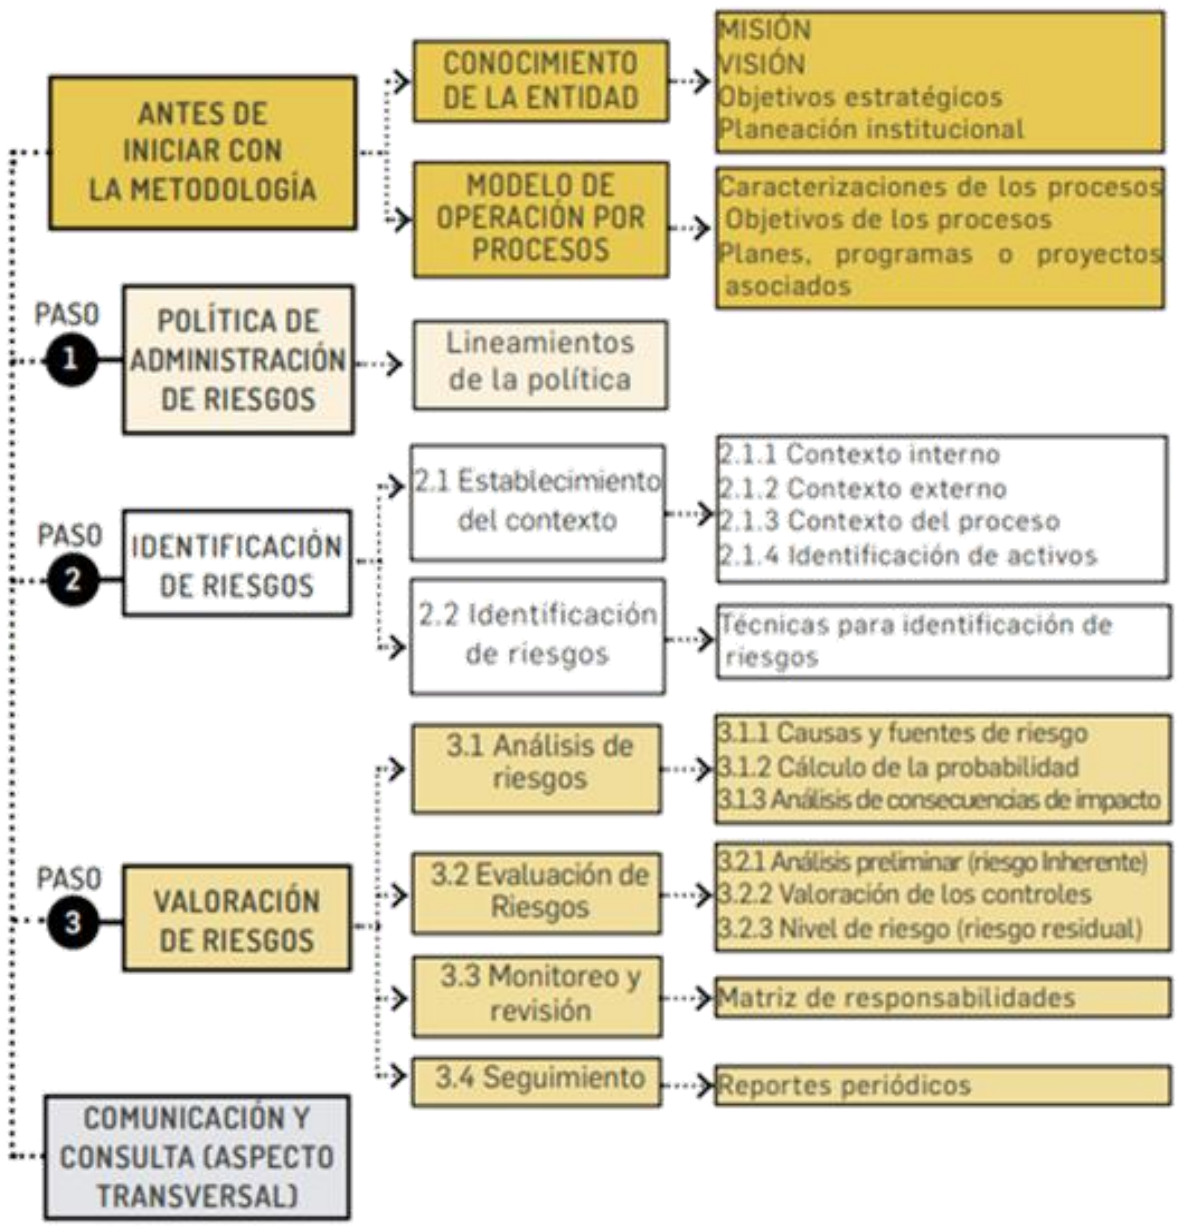 ANTES DE
INICIAR CON
LA METODOLOGÍA
CONOCIMIENTO
DE LA ENTIDAD
MISIÓN
VISIÓN
Objetivos estratégicos
Planeación institucional
MODELO DE
OPERACIÓN POR
PROCESOS
Caracterizaciones de los procesos
Objetivos de los procesos
Planes, programas o proyectos
asociados
PASO
1
POLÍTICA DE
ADMINISTRACIÓN
DE RIESGOS
Lineamientos
de la política
PASO
2
IDENTIFICACIÓN
DE RIESGOS
2.1 Establecimiento
del contexto
2.1.1 Contexto interno
2.1.2 Contexto externo
2.1.3 Contexto del proceso
2.1.4 Identificación de activos
2.2 Identificación
de riesgos
Técnicas para identificación de
riesgos
PASO
3
VALORACIÓN
DE RIESGOS
3.1 Análisis de
riesgos
3.1.1 Causas y fuentes de riesgo
3.1.2 Cálculo de la probabilidad
3.1.3 Análisis de consecuencias de impacto
3.2 Evaluación de
Riesgos
3.2.1 Análisis preliminar (riesgo Inherente)
3.2.2 Valoración de los controles
3.2.3 Nivel de riesgo (riesgo residual)
3.3 Monitoreo y
revisión
Matriz de responsabilidades
3.4 Seguimiento
Reportes periódicos
COMUNICACIÓN Y
CONSULTA (ASPECTO
TRANSVERSAL)